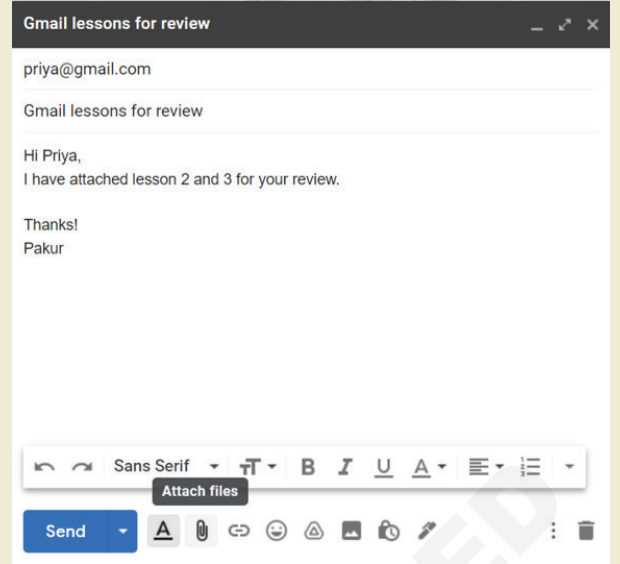 Gmail lessons for review
priya@gmail.com
Gmail lessons for review
Hi Priya,
I have attached lesson 2 and 3 for your review.
Thanks!
Pakur
Sans Serif
Attach files
Send